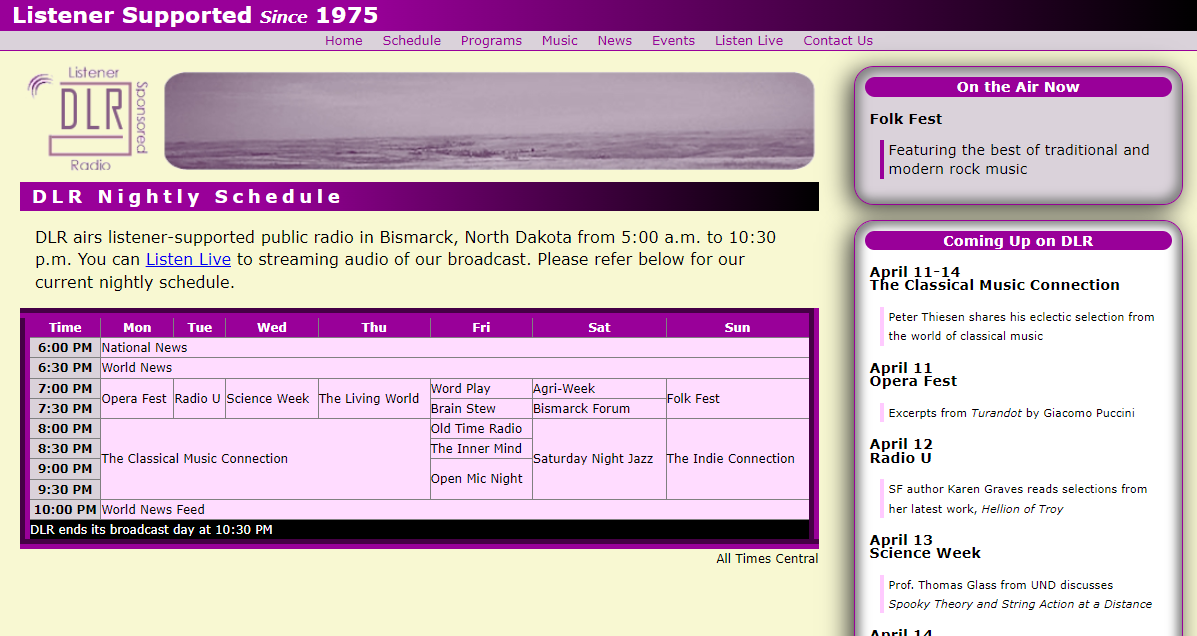 Listener Supported Since 1975
Home Schedule Programs Music News Events Listen Live Contact Us
Listener
DLR
Sponsored
Radio
DLR Nightly Schedule
DLR airs listener-supported public radio in Bismarck, North Dakota from 5:00 a.m. to 10:30
p.m. You can Listen Live to streaming audio of our broadcast. Please refer below for our
current nightly schedule.
Time Mon Tue Wed Thu Fri Sat Sun
6:00 PM National News
6:30 PM World News
7:00 PM Opera Fest Radio U Science Week The Living World Word Play Agri-Week Folk Fest
7:30 PM Brain Stew Bismarck Forum
8:00 PM The Classical Music Connection Old Time Radio Saturday Night Jazz The Indie Connection
8:30 PM The Inner Mind
9:00 PM Open Mic Night
9:30 PM
10:00 PM World News Feed
DLR ends its broadcast day at 10:30 PM
All Times Central
On the Air Now
Folk Fest
Featuring the best of traditional and
modern rock music
Coming Up on DLR
April 11-14
The Classical Music Connection
Peter Thiesen shares his eclectic selection from
the world of classical music
April 11
Opera Fest
Excerpts from Turandot by Giacomo Puccini
April 12
Radio U
SF author Karen Graves reads selections from
her latest work, Hellion of Troy
April 13
Science Week
Prof. Thomas Glass from UND discusses
Spooky Theory and String Action at a Distance
April 14